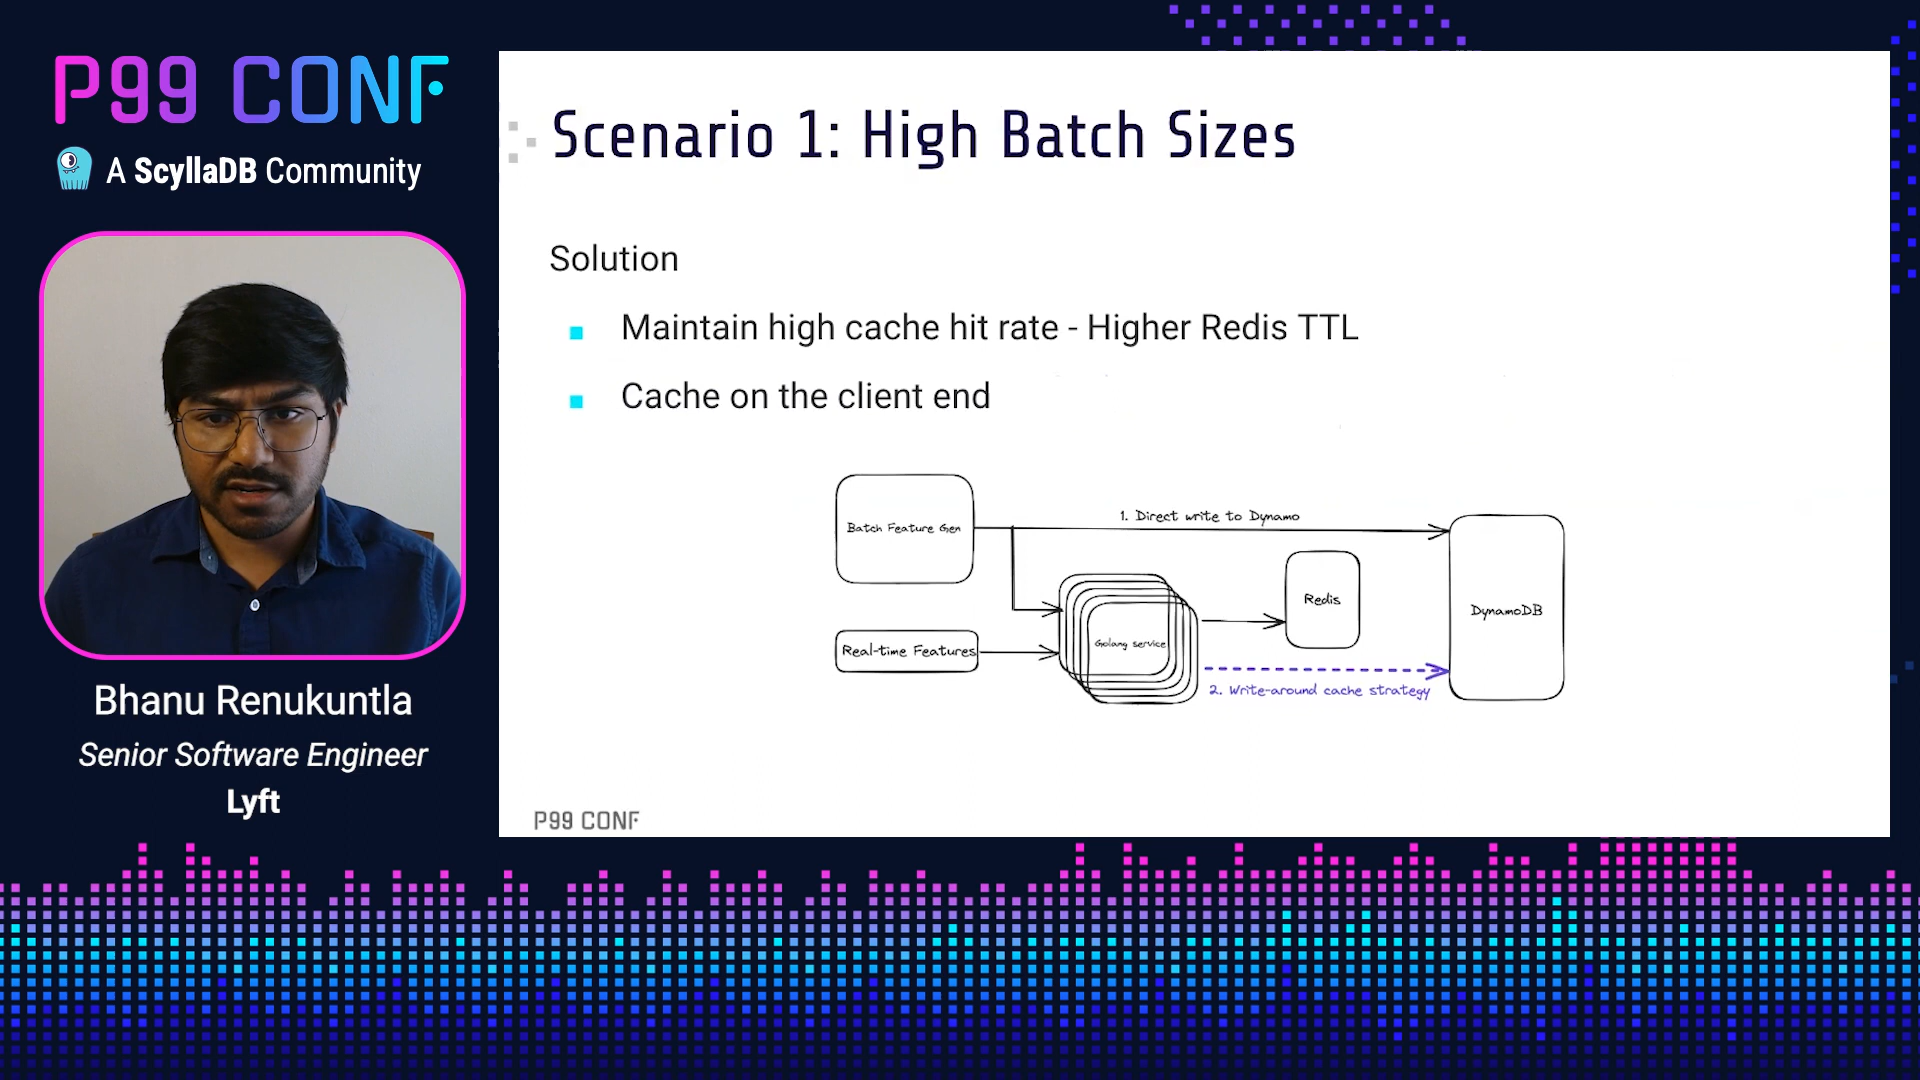 P99 CONF
A ScyllaDB Community
Bhanu Renukuntla
Senior Software Engineer
Lyft
Scenario 1: High Batch Sizes
Solution
Maintain high cache hit rate - Higher Redis TTL
Cache on the client end
Batch Feature Gen
1. Direct write to Dynamo
Redis
DynamoDB
Golang service
Real-time Features
2. Write-around cache strategy
P99 CONF